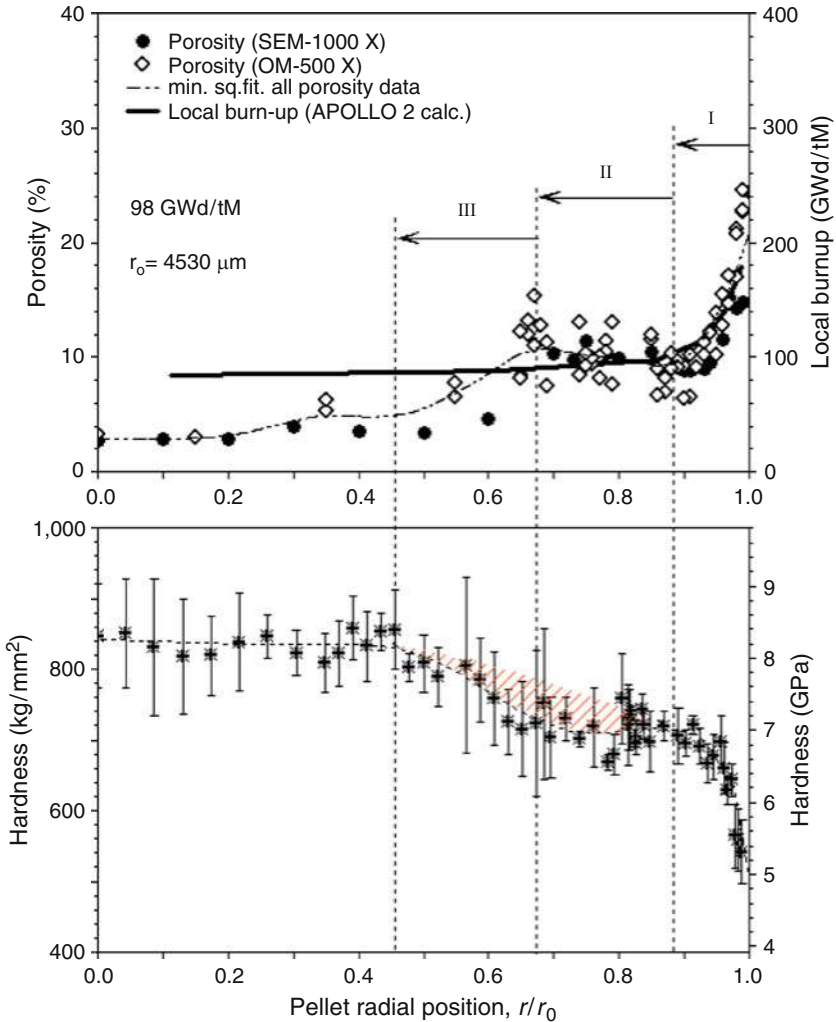 40
30
20
10
0
Porosity (%)
Porosity (SEM-1000 X)
Porosity (OM-500 X)
min. sq.fit. all porosity data
Local burn-up (APOLLO 2 calc.)
98 GWd/tM
r₀= 4530 µm
III
II
I
400
300
200
100
0
Local burnup (GWd/tM)
0.0 0.2 0.4 0.6 0.8 1.0
1,000
800
600
400
Hardness (kg/mm²)
9
8
7
6
5
4
Hardness (GPa)
0.0 0.2 0.4 0.6 0.8 1.0
Pellet radial position, r/r₀